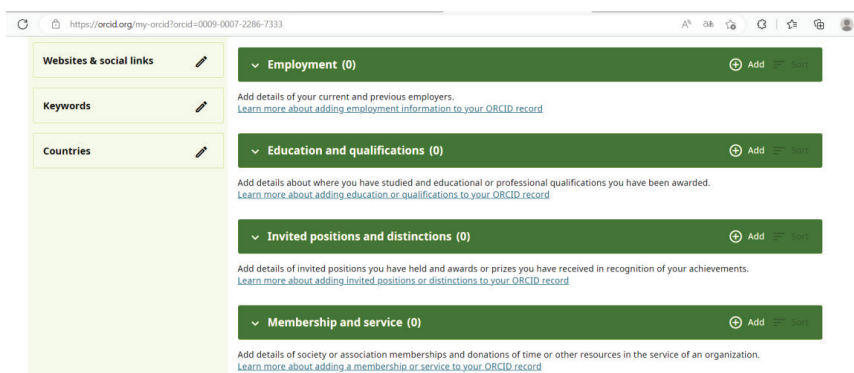 https://orcid.org/my-orcid?orcid=0009-0007-2286-7333
Websites & social links
Keywords
Countries
Employment (0)
Add
Sort
Add details of your current and previous employers.
Learn more about adding employment information to your ORCID record
Education and qualifications (0)
Add
Sort
Add details about where you have studied and educational or professional qualifications you have been awarded.
Learn more about adding education or qualifications to your ORCID record
Invited positions and distinctions (0)
Add
Sort
Add details of invited positions you have held and awards or prizes you have received in recognition of your achievements.
Learn more about adding invited positions or distinctions to your ORCID record
Membership and service (0)
Add
Sort
Add details of society or association memberships and donations of time or other resources in the service of an organization.
Learn more about adding a membership or service to your ORCID record